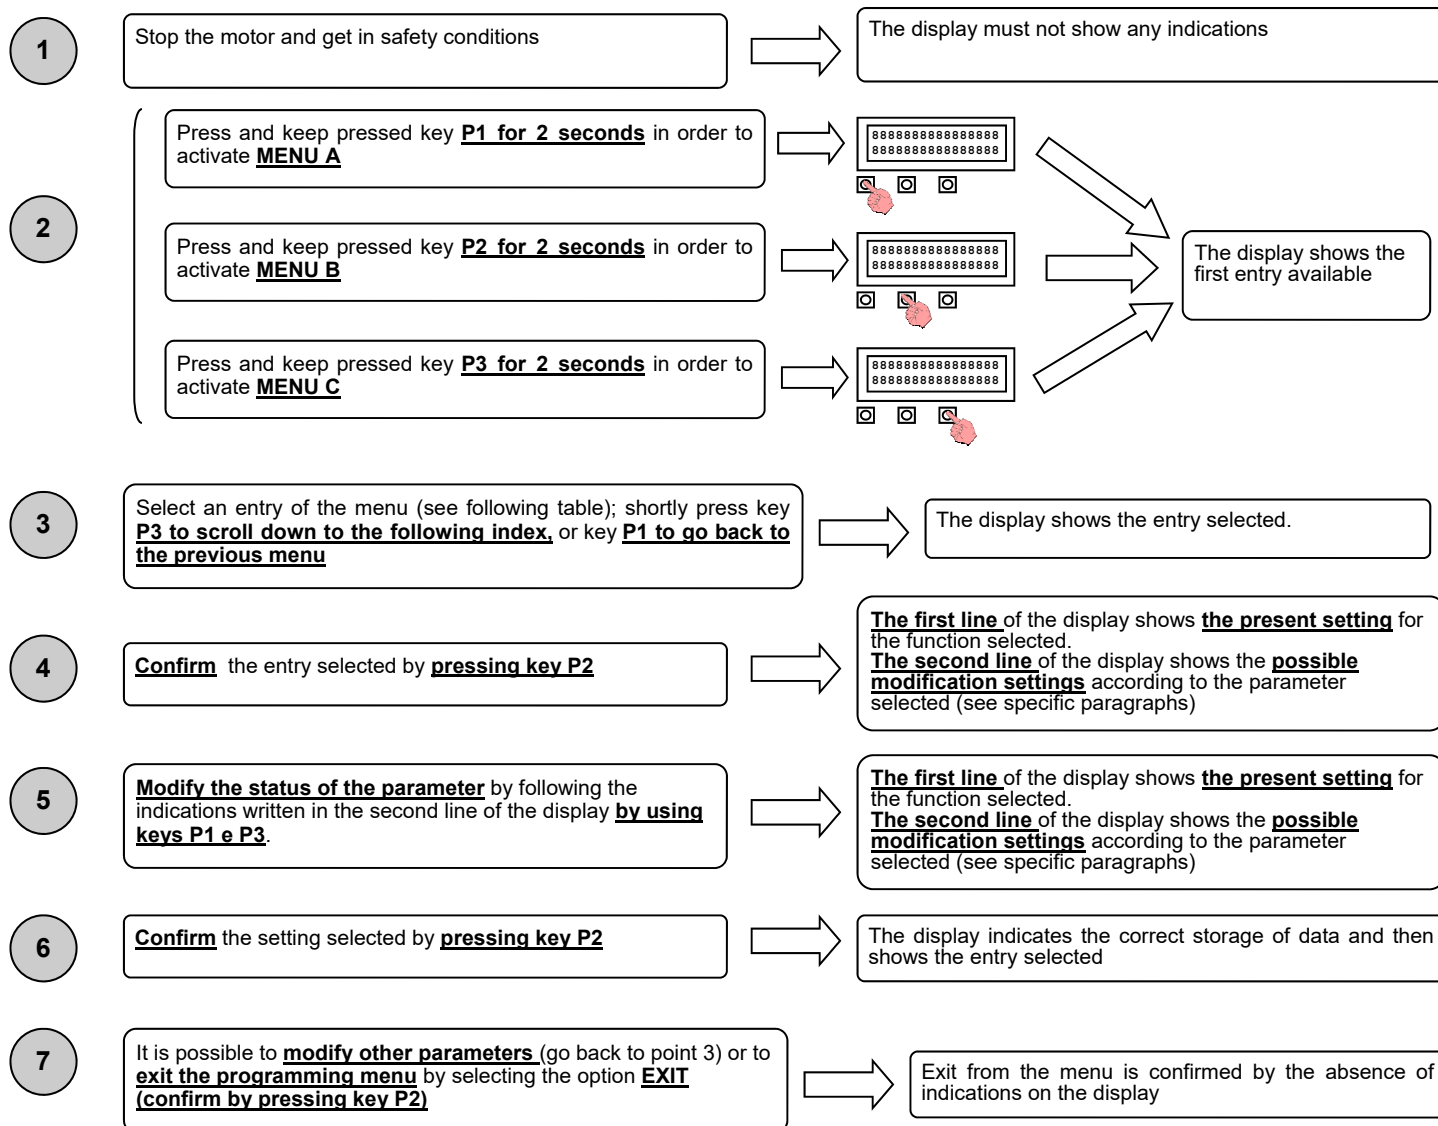 1
Stop the motor and get in safety conditions
The display must not show any indications
2
Press and keep pressed key P1 for 2 seconds in order to
activate MENU A
8888888888888888
8888888888888888
Press and keep pressed key P2 for 2 seconds in order to
activate MENU B
8888888888888888
8888888888888888
Press and keep pressed key P3 for 2 seconds in order to
activate MENU C
8888888888888888
8888888888888888
The display shows the
first entry available
3
Select an entry of the menu (see following table); shortly press key
P3 to scroll down to the following index, or key P1 to go back to
the previous menu
The display shows the entry selected.
4
Confirm the entry selected by pressing key P2
The first line of the display shows the present setting for
the function selected.
The second line of the display shows the possible
modification settings according to the parameter
selected (see specific paragraphs)
5
Modify the status of the parameter by following the
indications written in the second line of the display by using
keys P1 e P3.
The first line of the display shows the present setting for
the function selected.
The second line of the display shows the possible
modification settings according to the parameter
selected (see specific paragraphs)
6
Confirm the setting selected by pressing key P2
The display indicates the correct storage of data and then
shows the entry selected
7
It is possible to modify other parameters (go back to point 3) or to
exit the programming menu by selecting the option EXIT
(confirm by pressing key P2)
Exit from the menu is confirmed by the absence of
indications on the display